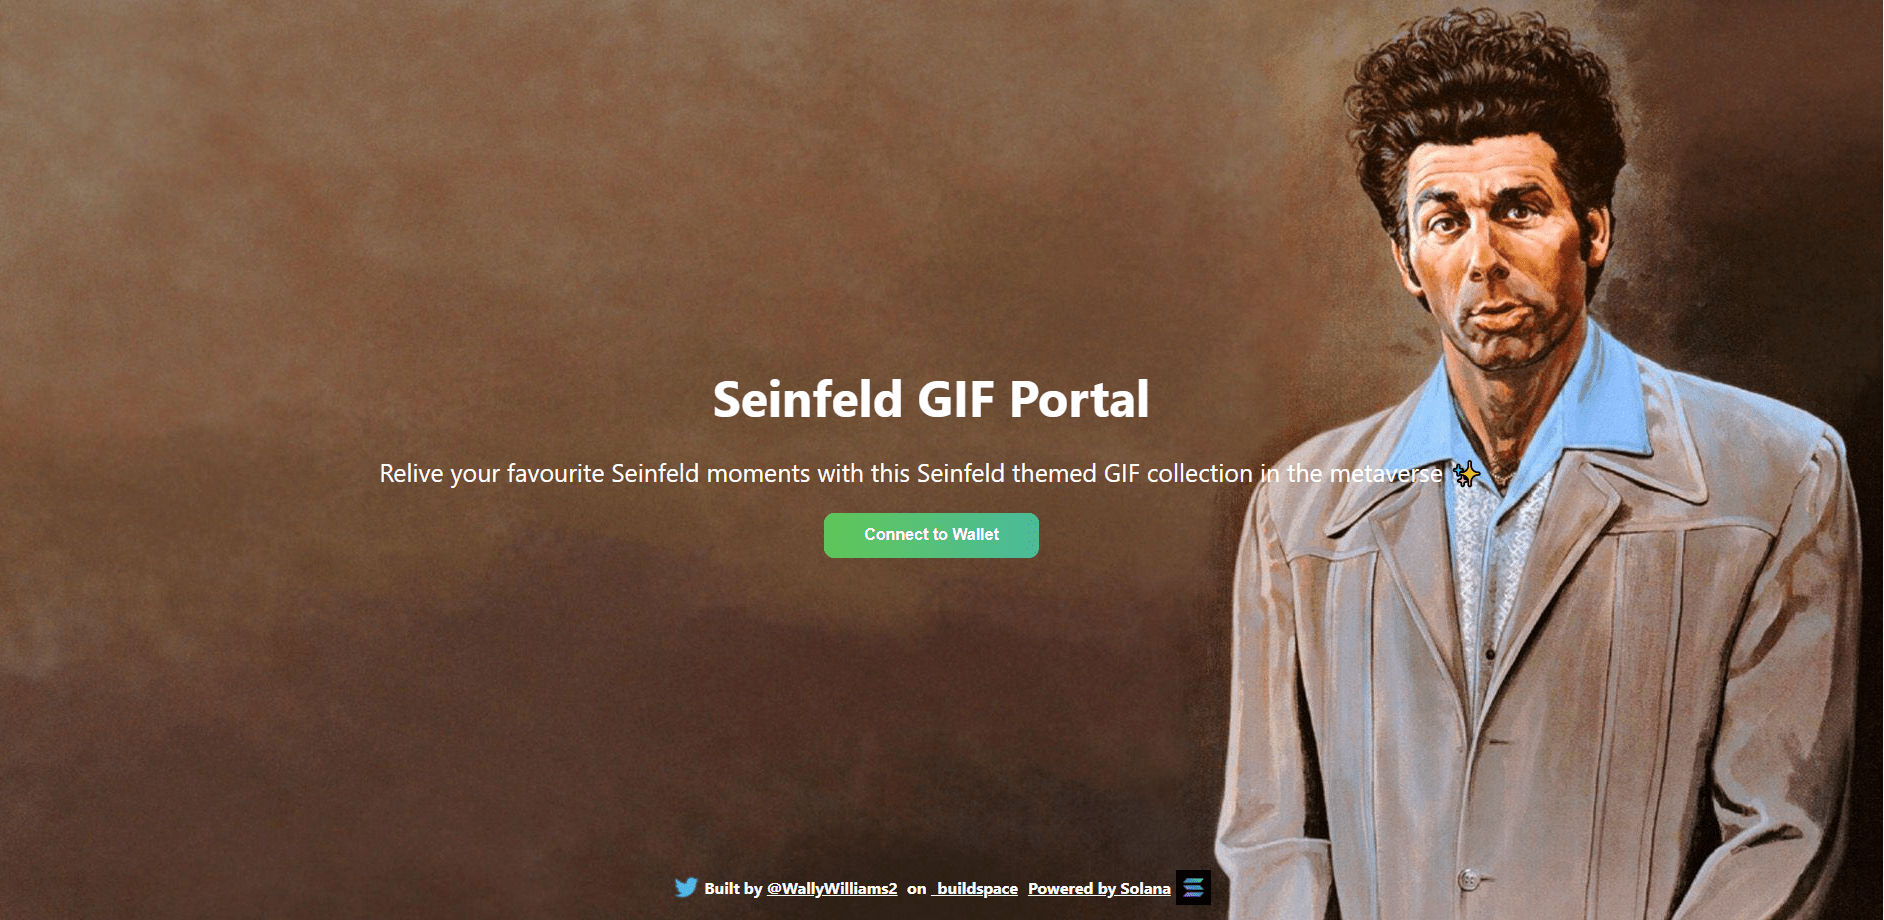 Seinfeld GIF Portal
Relive your favourite Seinfeld moments with this Seinfeld themed GIF collection in the metaverse ✨
Connect to Wallet
Built by @WallyWilliams2 on _buildspace Powered by Solana